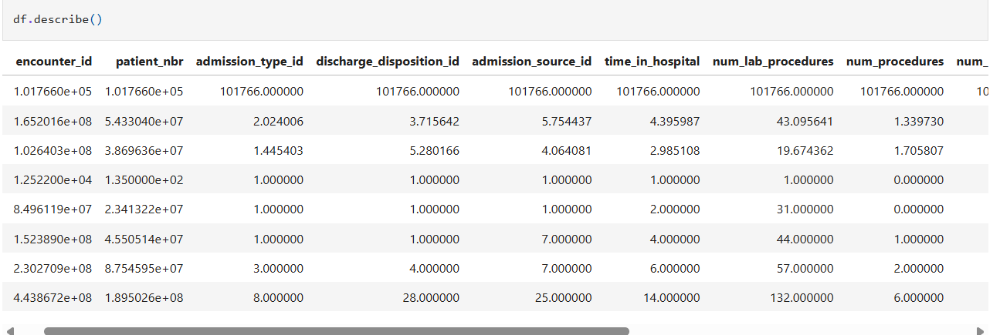 df.describe()
encounter_id patient_nbr admission_type_id discharge_disposition_id admission_source_id time_in_hospital num_lab_procedures num_procedures num_
1.017660e+05 1.017660e+05 101766.000000 101766.000000 101766.000000 101766.000000 101766.000000 101766.000000 10
1.652016e+08 5.433040e+07 2.024006 3.715642 5.754437 4.395987 43.095641 1.339730
1.026403e+08 3.869636e+07 1.445403 5.280166 4.064081 2.985108 19.674362 1.705807
1.252200e+04 1.350000e+02 1.000000 1.000000 1.000000 1.000000 1.000000 0.000000
8.496119e+07 2.341322e+07 1.000000 1.000000 1.000000 2.000000 31.000000 0.000000
1.523890e+08 4.550514e+07 1.000000 1.000000 7.000000 4.000000 44.000000 1.000000
2.302709e+08 8.754595e+07 3.000000 4.000000 7.000000 6.000000 57.000000 2.000000
4.438672e+08 1.895026e+08 8.000000 28.000000 25.000000 14.000000 132.000000 6.000000